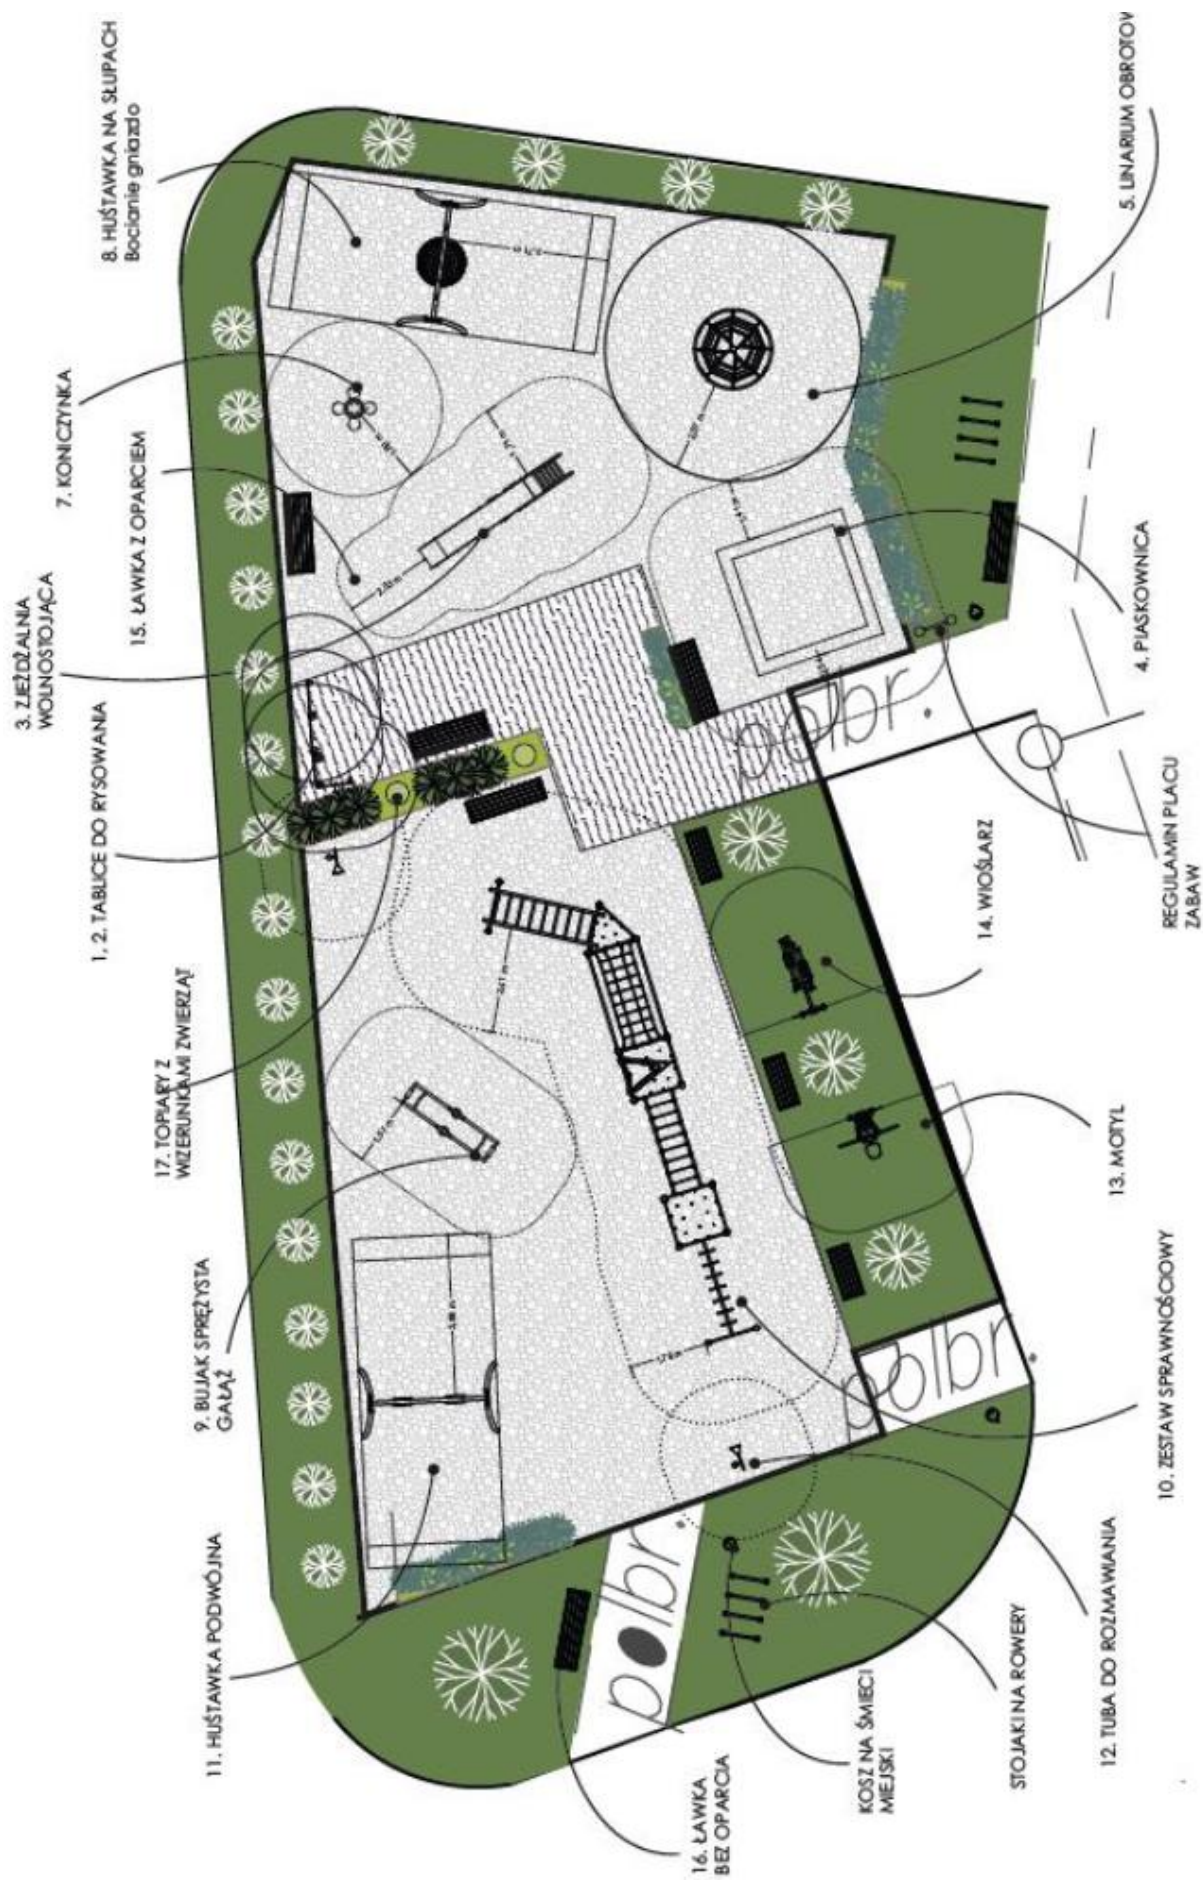 8. HUŚTAWKA NA SŁUPACH
Bocianie gniazdo
7. KONICZYNKA
15. ŁAWKA Z OPARCIEM
3. ZJEŻDŻALNIA
WOLNOSTOJĄCA
1, 2. TABLICE DO RYSOWANIA
17. TOPIARY Z
WIZERUNKAMI ZWIERZĄT
9. BUJAK SPRĘŻYSTA
GAŁĄŹ
11. HUŚTAWKA PODWÓJNA
5. LINARIUM OBROTOW
4. PIASKOWNICA
REGULAMIN PLACU
ZABAW
14. WIOŚLARZ
13. MOTYL
10. ZESTAW SPRAWNOŚCIOWY
12. TUBA DO ROZMAWIANIA
STOJAKI NA ROWERY
KOSZ NA ŚMIECI
MIEJSKI
16. ŁAWKA
BEZ OPARCIA
polbr.
polbr.
polbr.